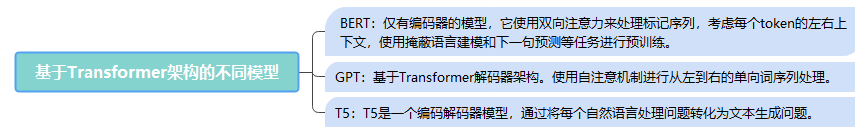 基于Transformer架构的不同模型
BERT：仅有编码器的模型，它使用双向注意力来处理标记序列，考虑每个token的左右上
下文，使用掩蔽语言建模和下一句预测等任务进行预训练。
GPT：基于Transformer解码器架构。使用自注意机制进行从左到右的单向词序列处理。
T5：T5是一个编码解码器模型，通过将每个自然语言处理问题转化为文本生成问题。